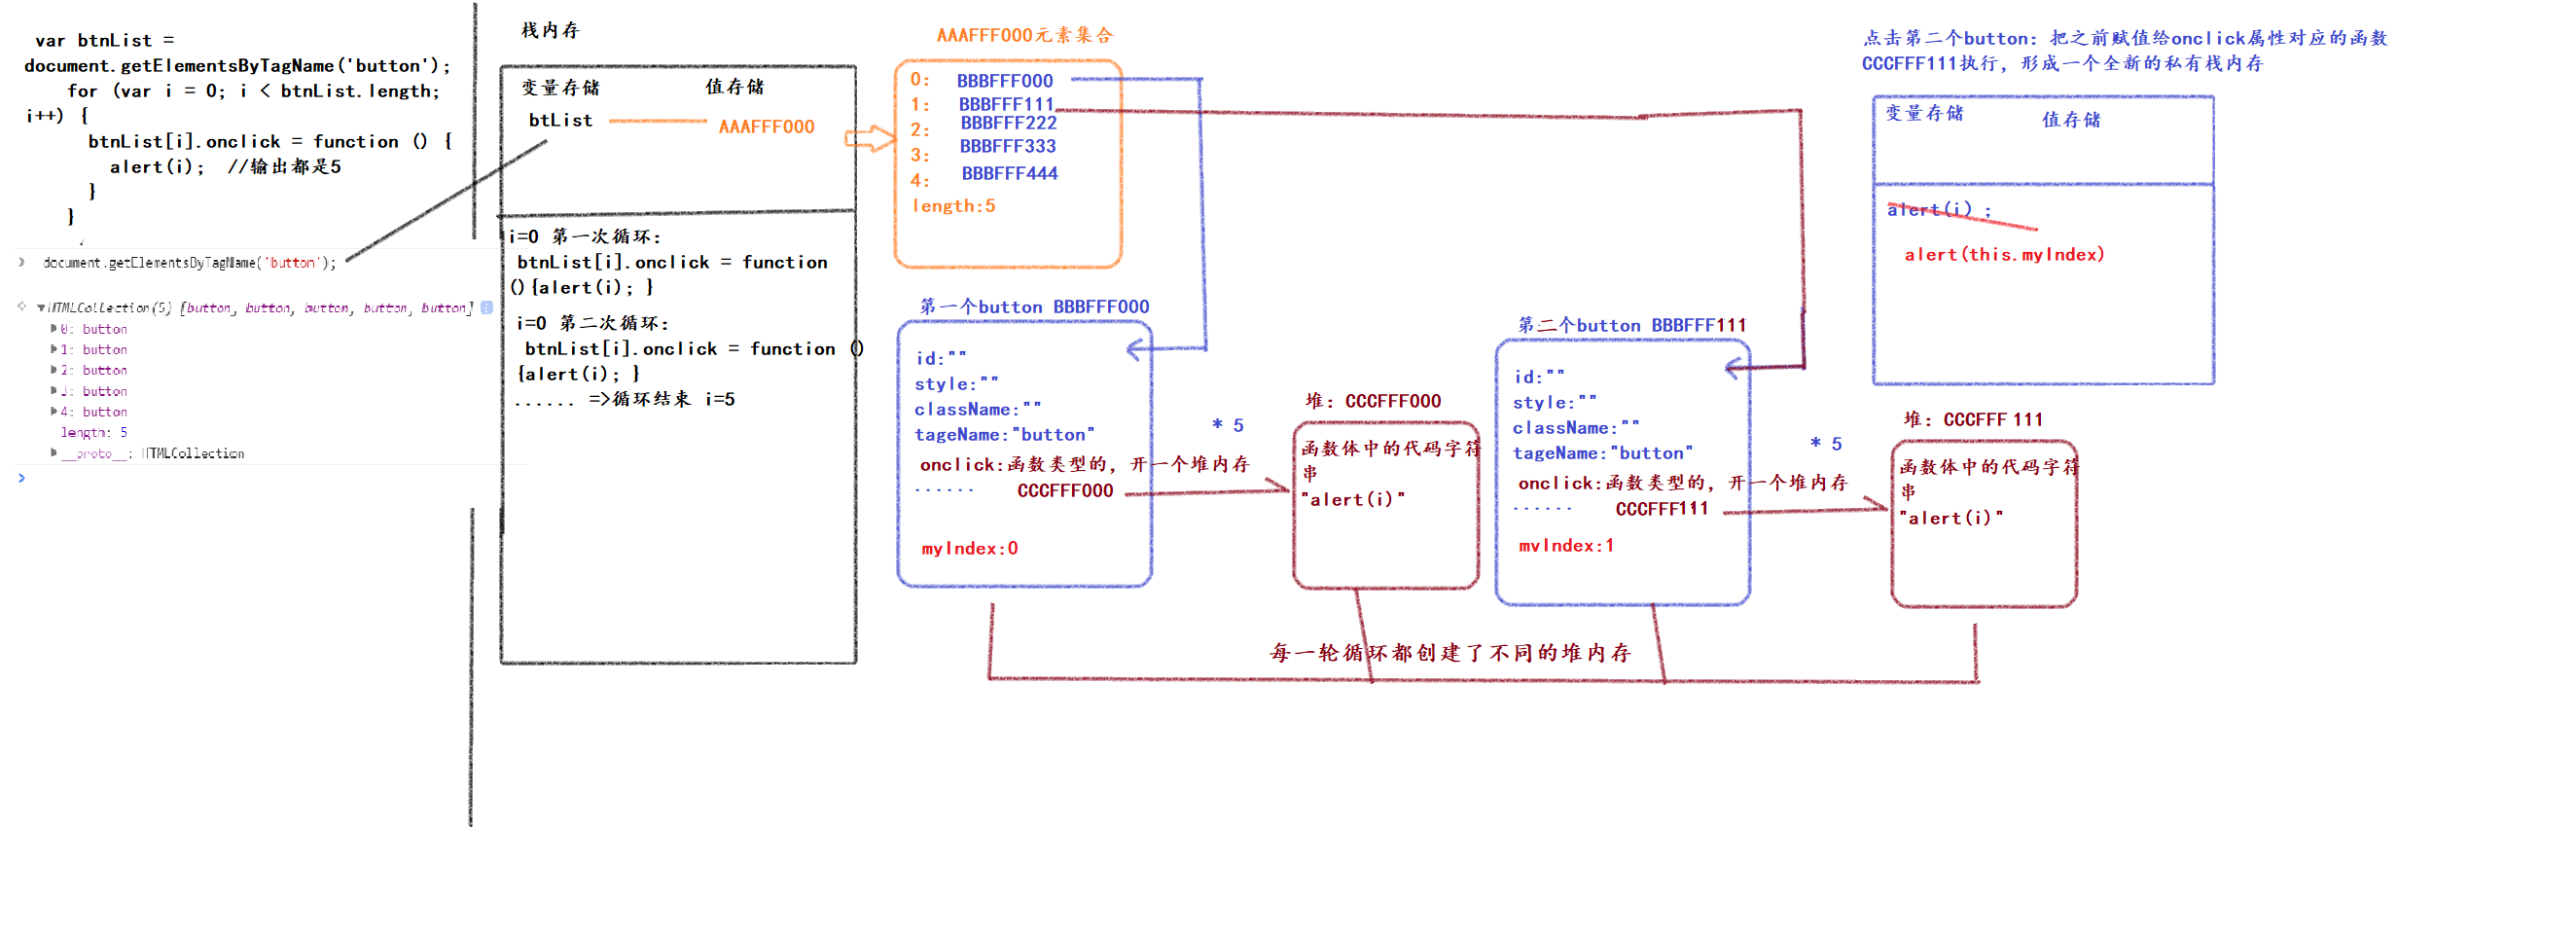 var btnList =
document.getElementsByTagName('button');
for (var i = 0; i < btnList.length;
i++) {
btnList[i].onclick = function () {
alert(i);  //输出都是5
}
}
document.getElementsByTagName('button');
HTMLCollection(5) [button, button, button, button, button]
0: button
1: button
2: button
3: button
4: button
length: 5
__proto__: HTMLCollection
栈内存
变量存储 值存储
btList AAAFFF000
i=0 第一次循环:
btnList[i].onclick = function
(){alert(i); }
i=0 第二次循环:
btnList[i].onclick = function ()
{alert(i); }
...... =>循环结束 i=5
AAAFFF000元素集合
0: BBBFFF000
1: BBBFFF111
2: BBBFFF222
3: BBBFFF333
4: BBBFFF444
length:5
第一个button BBBFFF000
id:""
style:""
className:""
tageName:"button"
onclick:函数类型的, 开一个堆内存
...... CCCFFF000
myIndex:0
* 5
堆: CCCFFF000
函数体中的代码字符
串
"alert(i)"
第二个button BBBFFF111
id:""
style:""
className:""
tageName:"button"
onclick:函数类型的, 开一个堆内存
...... CCCFFF111
mvIndex:1
* 5
堆: CCCFFF 111
函数体中的代码字符
串
"alert(i)"
每一轮循环都创建了不同的堆内存
点击第二个button: 把之前赋值给onclick属性对应的函数
CCCFFF111执行, 形成一个全新的私有栈内存
变量存储 值存储
alert(i) ;
alert(this.myIndex)